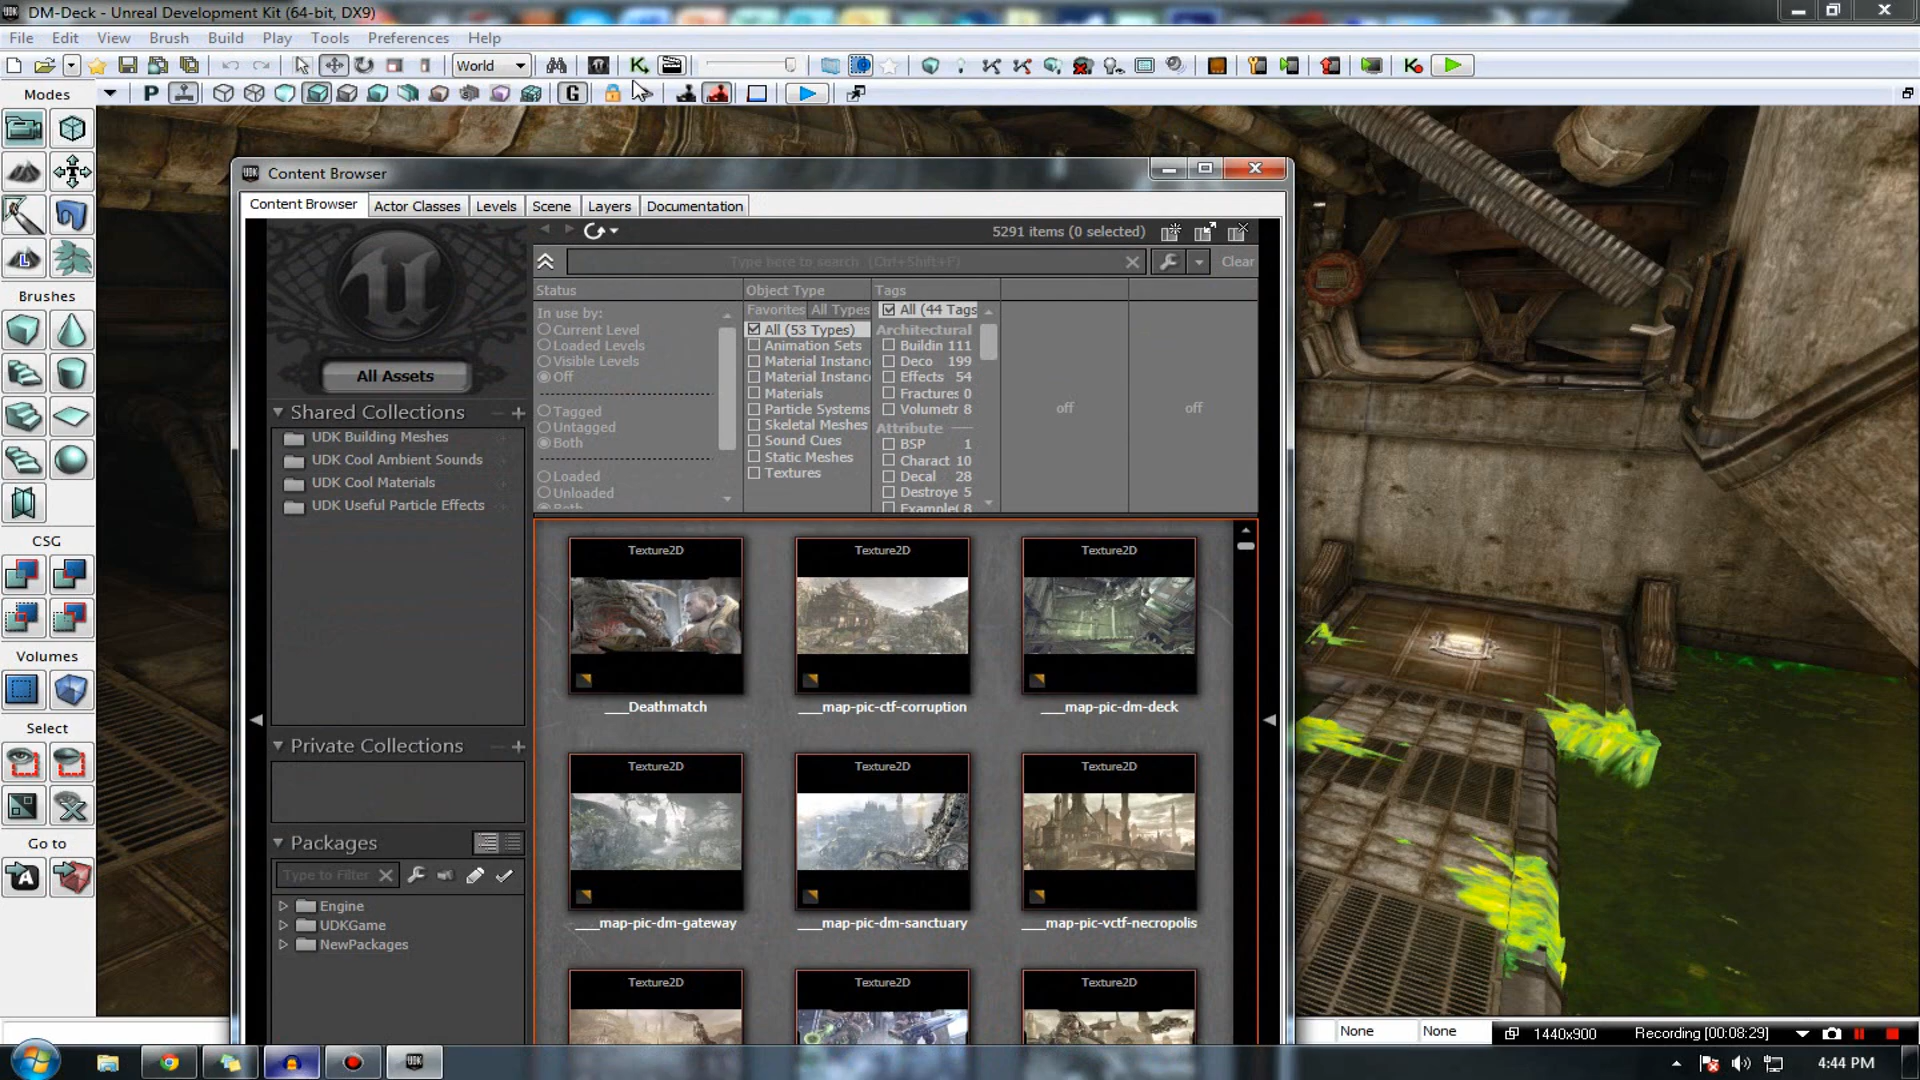 DM-Deck - Unreal Development Kit (64-bit, DX9)
File Edit View Brush Build Play Tools Preferences Help
World
Modes
P
G
Brushes
CSG
Volumes
Select
Go to
Content Browser
Content Browser Actor Classes Levels Scene Layers Documentation
5291 items (0 selected)
Type here to search (Ctrl+Shift+F)
Clear
All Assets
Shared Collections
UDK Building Meshes
UDK Cool Ambient Sounds
UDK Cool Materials
UDK Useful Particle Effects
Private Collections
Packages
Type to Filter
Engine
UDKGame
NewPackages
Status
In use by:
Current Level
Loaded Levels
Visible Levels
Off
Tagged
Untagged
Both
Loaded
Unloaded
Both
Object Type
Favorites All Types
All (53 Types)
Animation Sets
Material Instanc
Material Instanc
Materials
Particle Systems
Skeletal Meshes
Sound Cues
Static Meshes
Textures
Tags
All (44 Tags
Architectural
Buildin 111
Deco 199
Effects 54
Fractures 0
Volumetr 8
Attribute
BSP 1
Charact 10
Decal 28
Destroye 5
Example( 8
off
off
Texture2D Texture2D Texture2D
___Deathmatch ___map-pic-ctf-corruption ___map-pic-dm-deck
Texture2D Texture2D Texture2D
___map-pic-dm-gateway ___map-pic-dm-sanctuary ___map-pic-vctf-necropolis
Texture2D Texture2D Texture2D
None None
1440x900 Recording [00:08:29]
4:44 PM